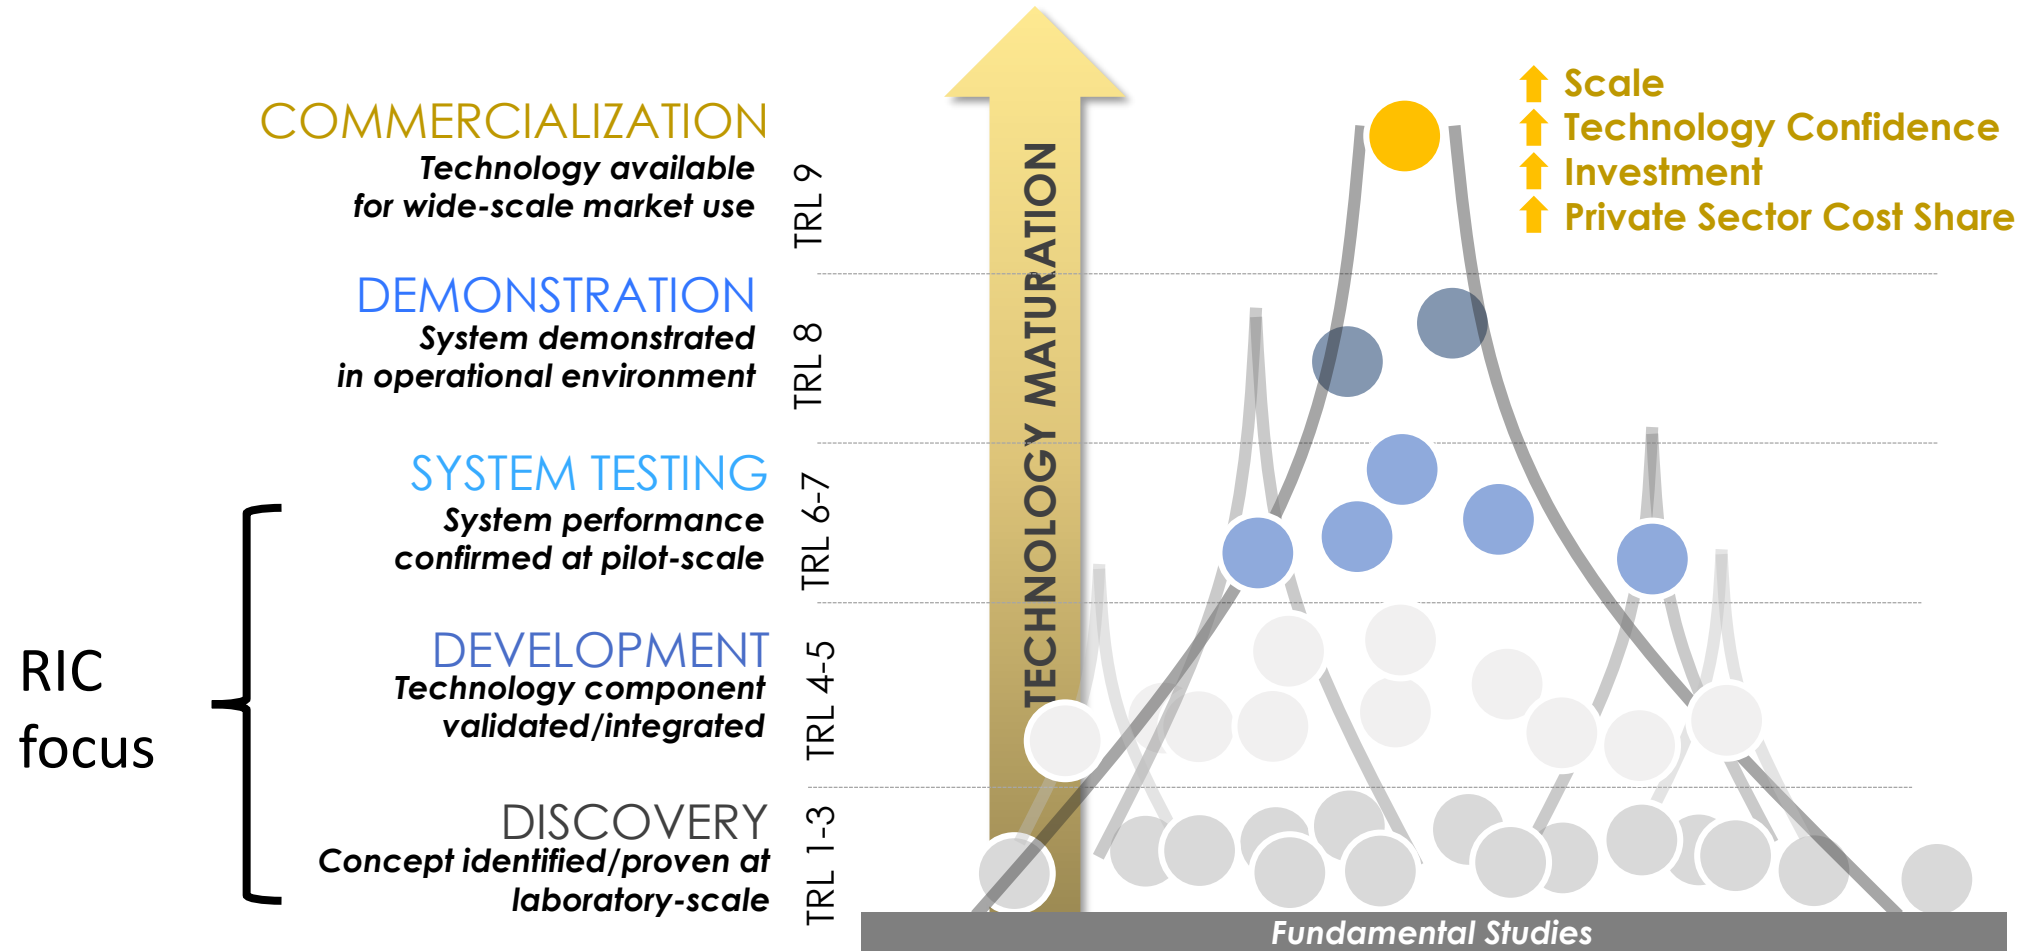 COMMERCIALIZATION
Technology available
for wide-scale market use
TRL 9
DEMONSTRATION
System demonstrated
in operational environment
TRL 8
SYSTEM TESTING
System performance
confirmed at pilot-scale
TRL 6-7
DEVELOPMENT
Technology component
validated/integrated
TRL 4-5
DISCOVERY
Concept identified/proven at
laboratory-scale
TRL 1-3
RIC
focus
TECHNOLOGY MATURATION
Scale
Technology Confidence
Investment
Private Sector Cost Share
Fundamental Studies